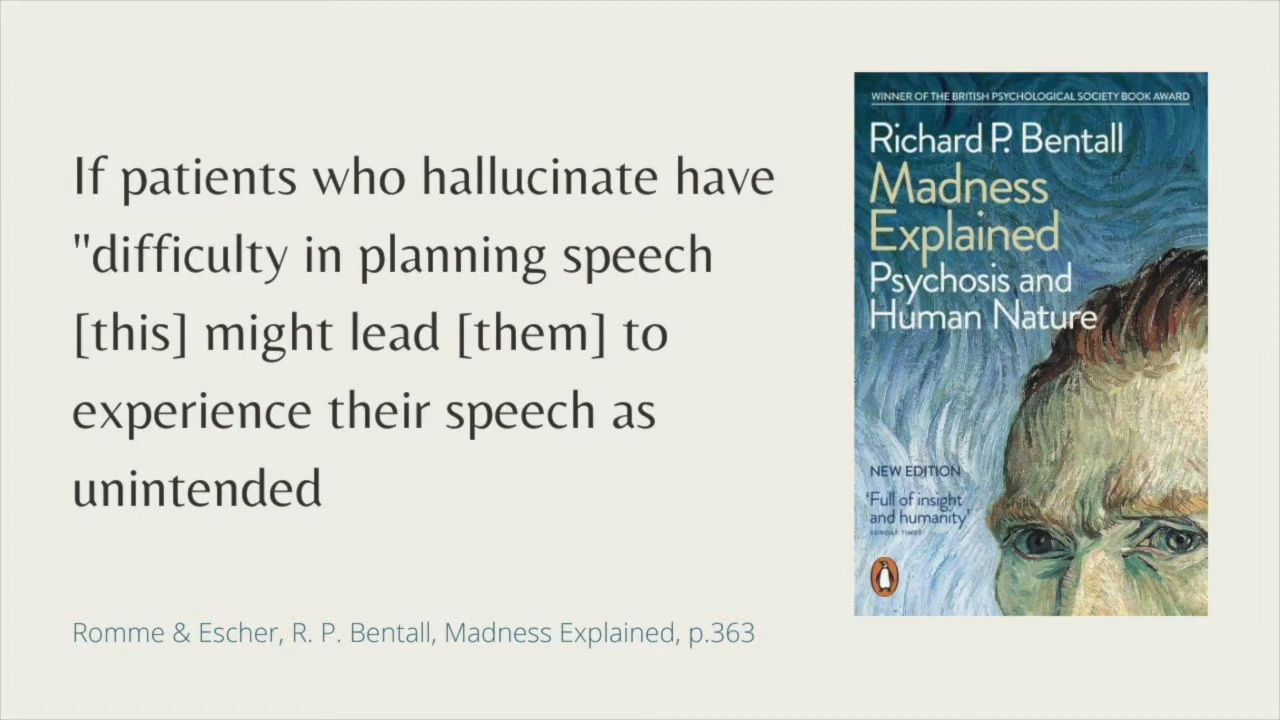 If patients who hallucinate have
"difficulty in planning speech
[this] might lead [them] to
experience their speech as
unintended
Romme & Escher, R. P. Bentall, Madness Explained, p.363
WINNER OF THE BRITISH PSYCHOLOGICAL SOCIETY BOOK AWARD
Richard P. Bentall
Madness
Explained
Psychosis and
Human Nature
NEW EDITION
'Full of insight
and humanity'
SUNDAY TIMES